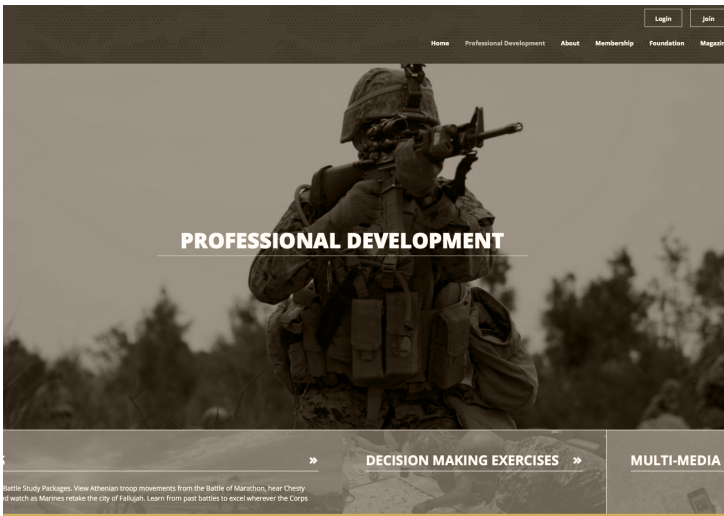 Login Join
Home Professional Development About Membership Foundation Magazin
PROFESSIONAL DEVELOPMENT
S » DECISION MAKING EXERCISES » MULTI-MEDIA
Battle Study Packages. View Athenian troop movements from the Battle of Marathon, hear Chesty
nd watch as Marines retake the city of Fallujah. Learn from past battles to excel wherever the Corps